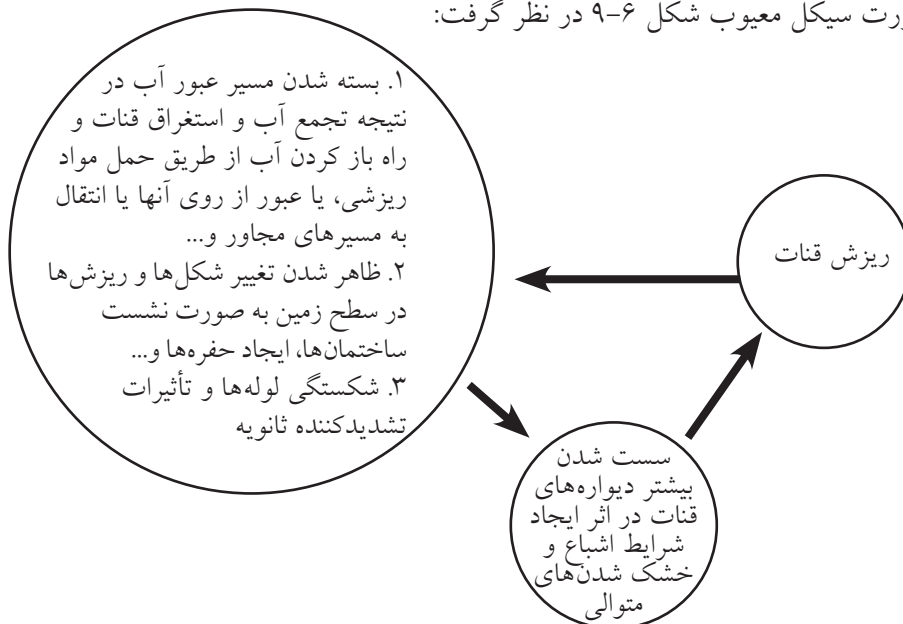 ورت سیکل معیوب شکل ۶-۹ در نظر گرفت:
۱. بسته شدن مسیر عبور آب در
نتیجه تجمع آب و استغراق قنات و
راه باز کردن آب از طریق حمل مواد
ریزشی، یا عبور از روی آنها یا انتقال
به مسیرهای مجاور و...
۲. ظاهر شدن تغییر شکل‌ها و ریزش‌ها
در سطح زمین به صورت نشست
ساختمان‌ها، ایجاد حفره‌ها و...
۳. شکستگی لوله‌ها و تأثیرات
تشدیدکننده ثانویه
ریزش قنات
سست شدن
بیشتر دیواره‌های
قنات در اثر ایجاد
شرایط اشباع و
خشک شدن‌های
متوالی